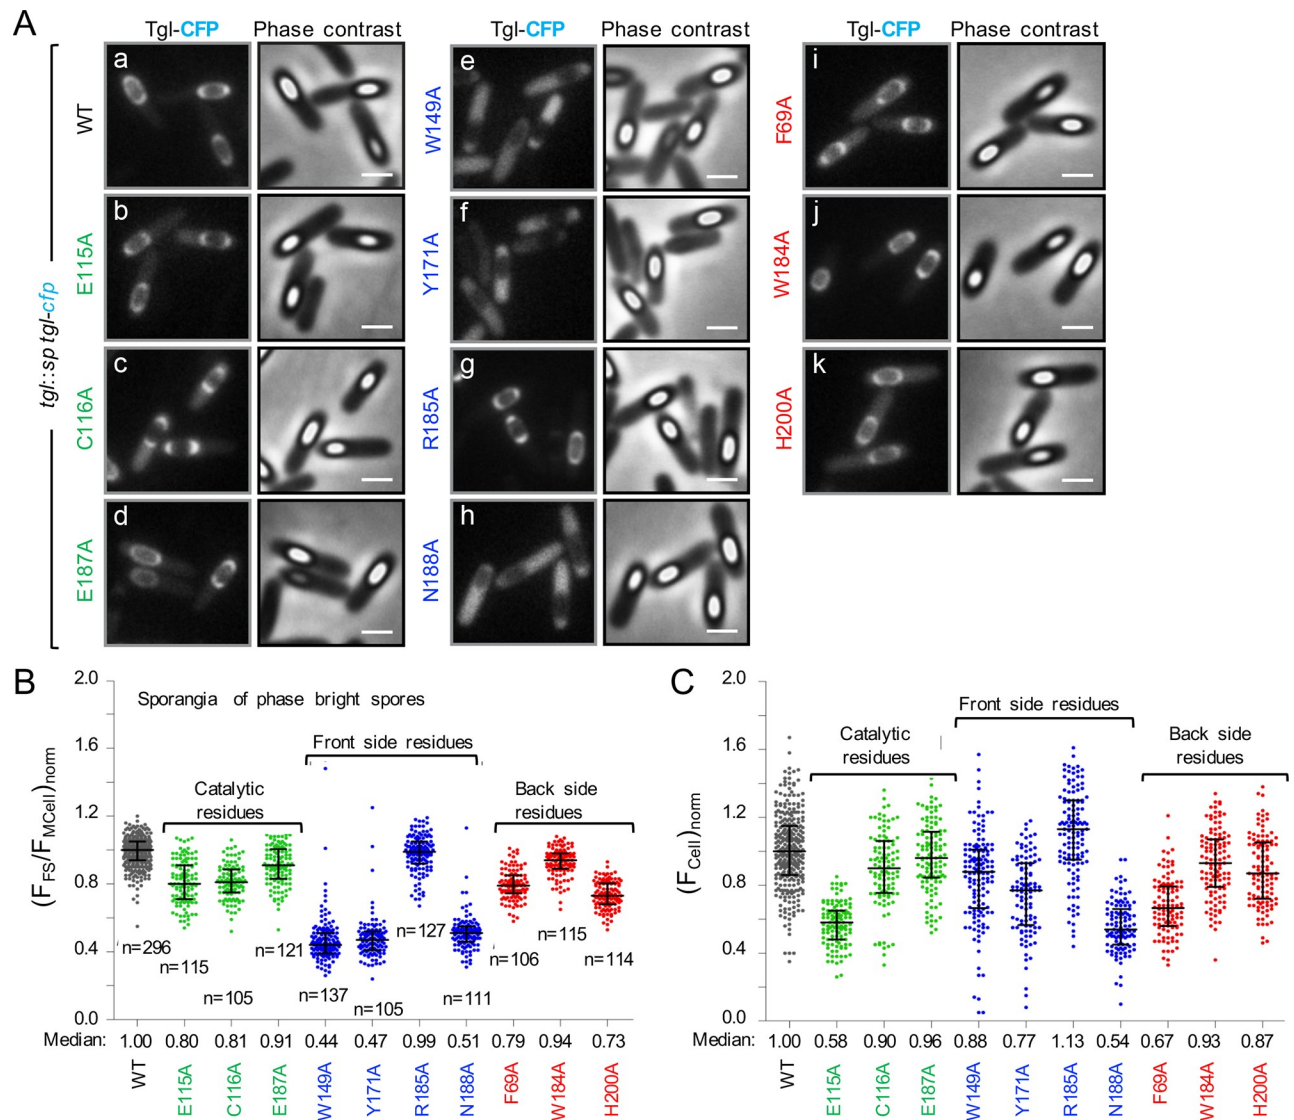 A
Tgl-CFP Phase contrast Tgl-CFP Phase contrast Tgl-CFP Phase contrast
tgl::sp tgl-cfp
WT a
E115A b
C116A c
E187A d
W149A e
Y171A f
R185A g
N188A h
F69A i
W184A j
H200A k
B
(F_FS/F_MCell)norm
Sporangia of phase bright spores
Front side residues
Catalytic
residues
Back side
residues
2.0
1.6
1.2
0.8
0.4
0.0
n=296
n=115
n=105
n=121
n=137
n=105
n=127
n=111
n=106
n=115
n=114
Median: 1.00 0.80 0.81 0.91 0.44 0.47 0.99 0.51 0.79 0.94 0.73
WT E115A C116A E187A W149A Y171A R185A N188A F69A W184A H200A
C
(F_Cell)norm
Front side residues
Catalytic
residues
Back side
residues
2.0
1.6
1.2
0.8
0.4
0.0
Median: 1.00 0.58 0.90 0.96 0.88 0.77 1.13 0.54 0.67 0.93 0.87
WT E115A C116A E187A W149A Y171A R185A N188A F69A W184A H200A